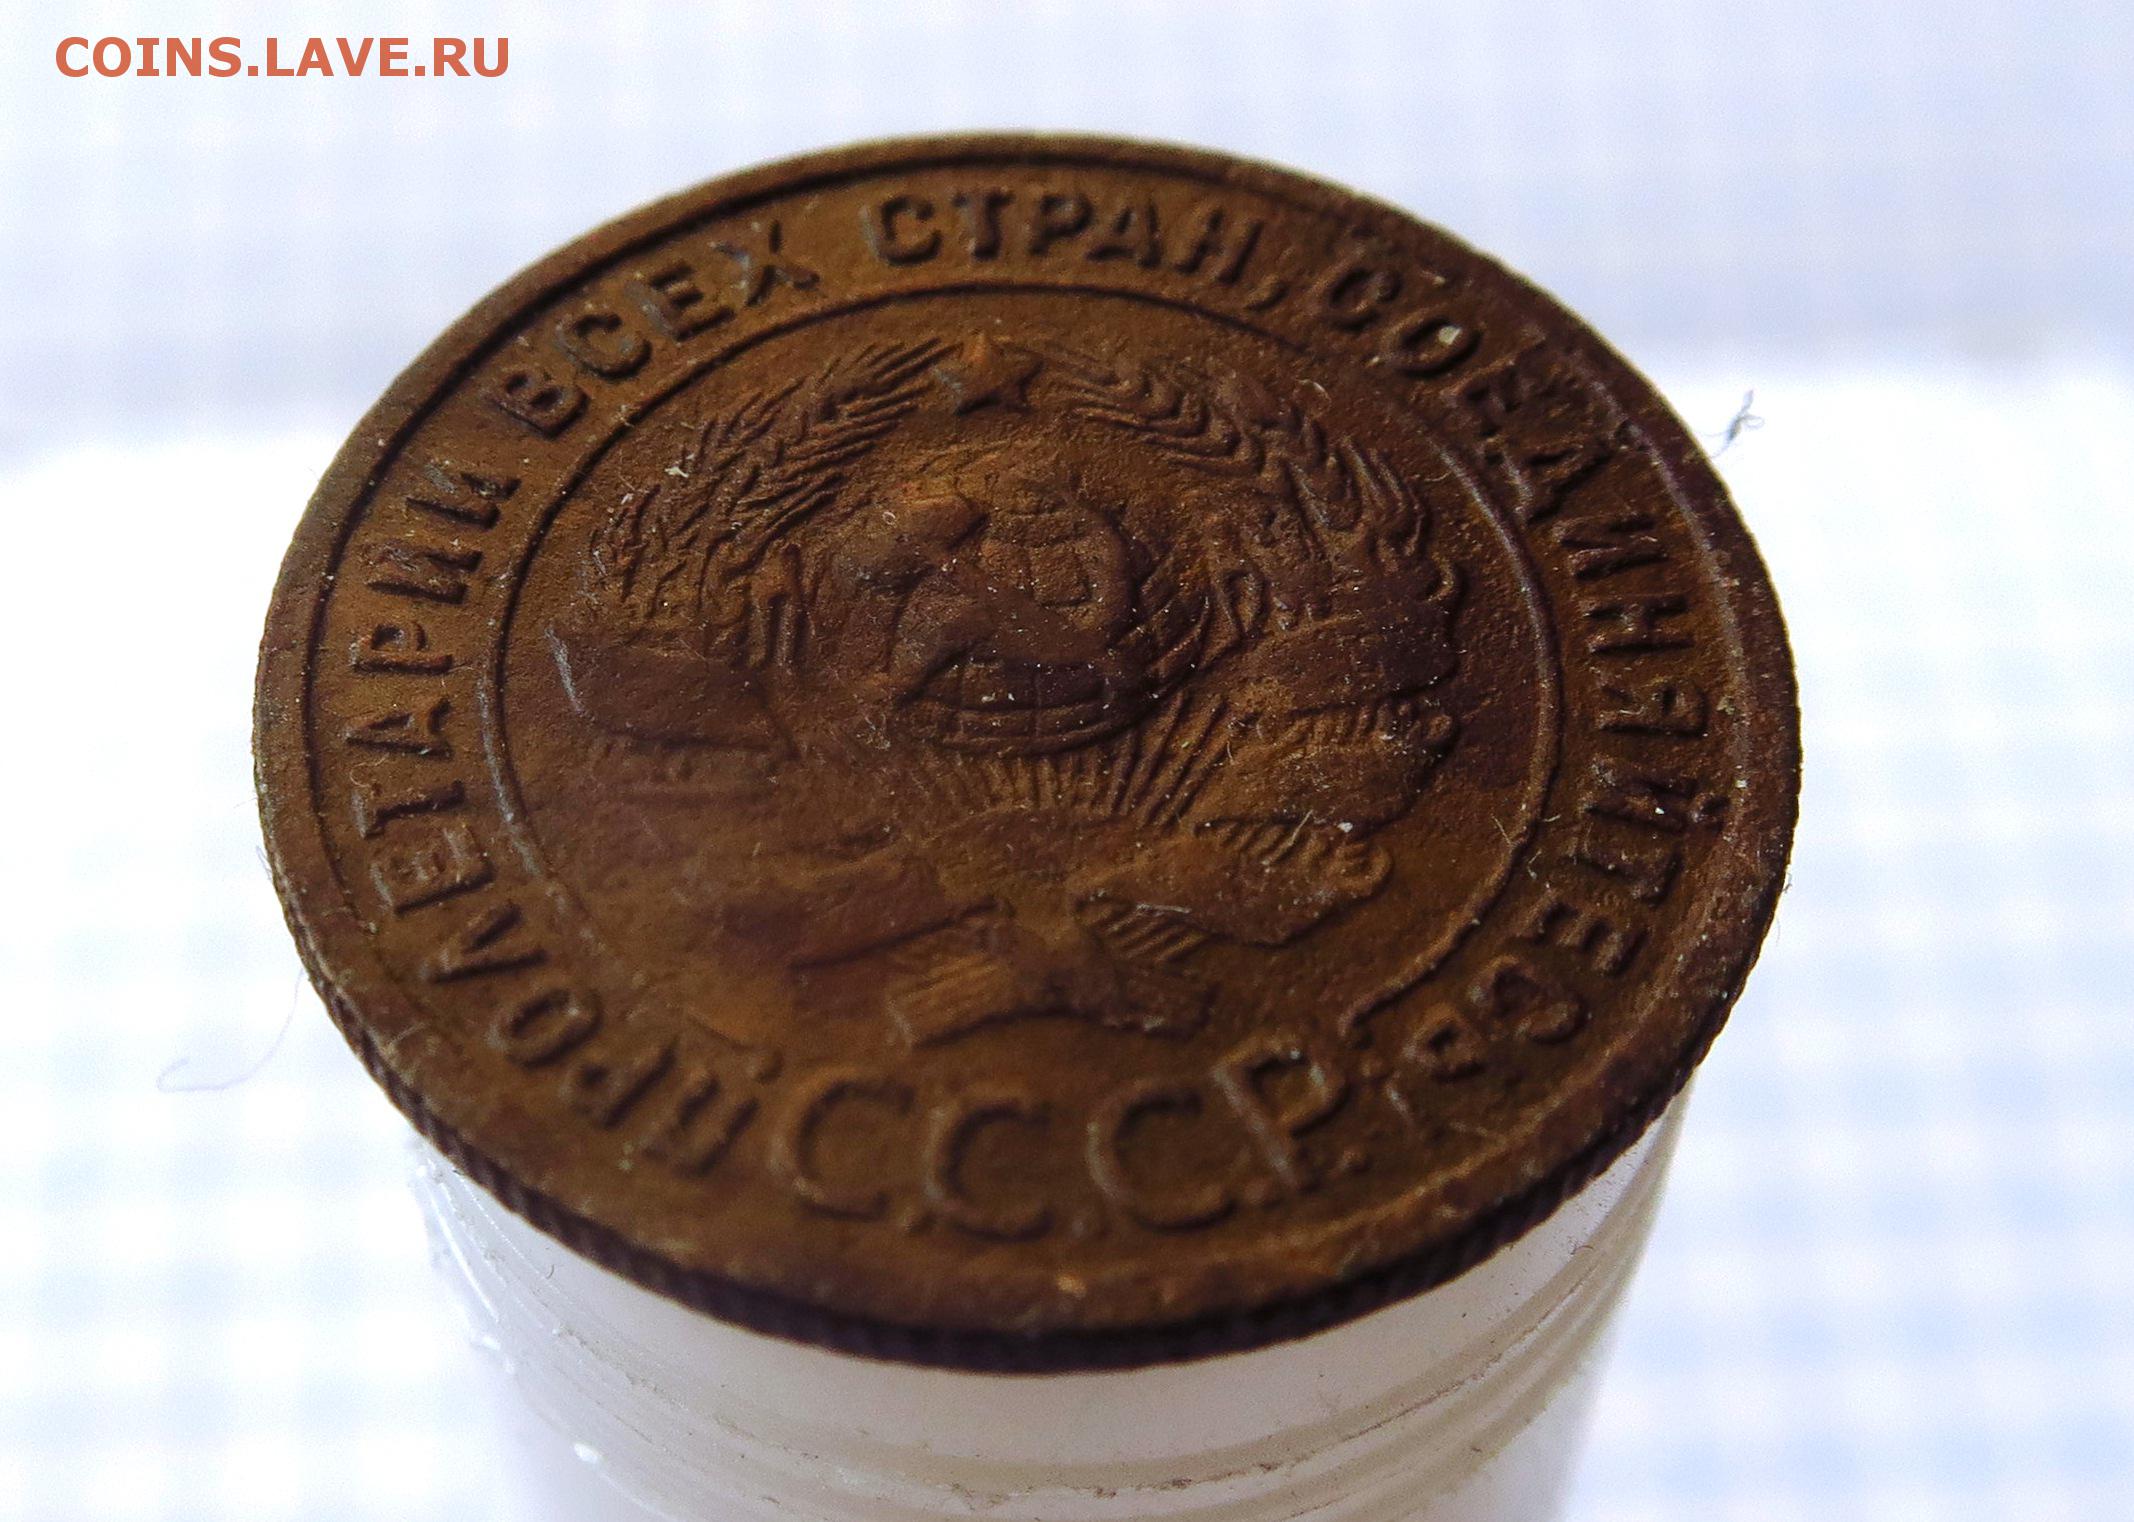 COINS.LAVE.RU
ПРОЛЕТАРИИ ВСЕХ СТРАН, СОЕДИНЯЙТЕСЬ!
С.С.С.Р.